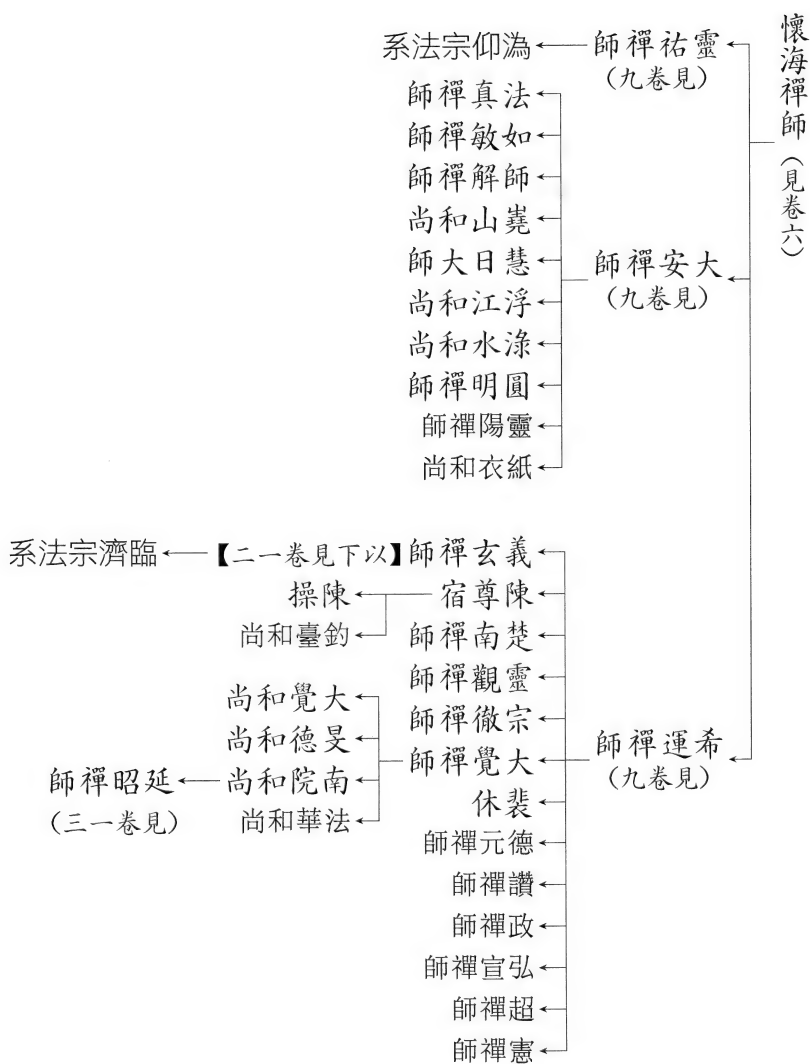 懷海禪師（見卷六）
靈祐禪師
（見卷九）
溈仰宗法系
大安禪師
（見卷九）
法真禪師
如敏禪師
師解禪師
嶤山和尚
慧日大師
浮江和尚
淥水和尚
圓明禪師
靈陽禪師
紙衣和尚
希運禪師
（見卷九）
義玄禪師【以下見卷一二】
臨濟宗法系
陳尊宿
陳操
釣臺和尚
楚南禪師
靈觀禪師
宗徹禪師
大覺禪師
大覺和尚
旻德和尚
南院和尚
延昭禪師
（見卷一三）
法華和尚
裴休
德元禪師
讚禪師
政禪師
弘宣禪師
超禪師
憲禪師